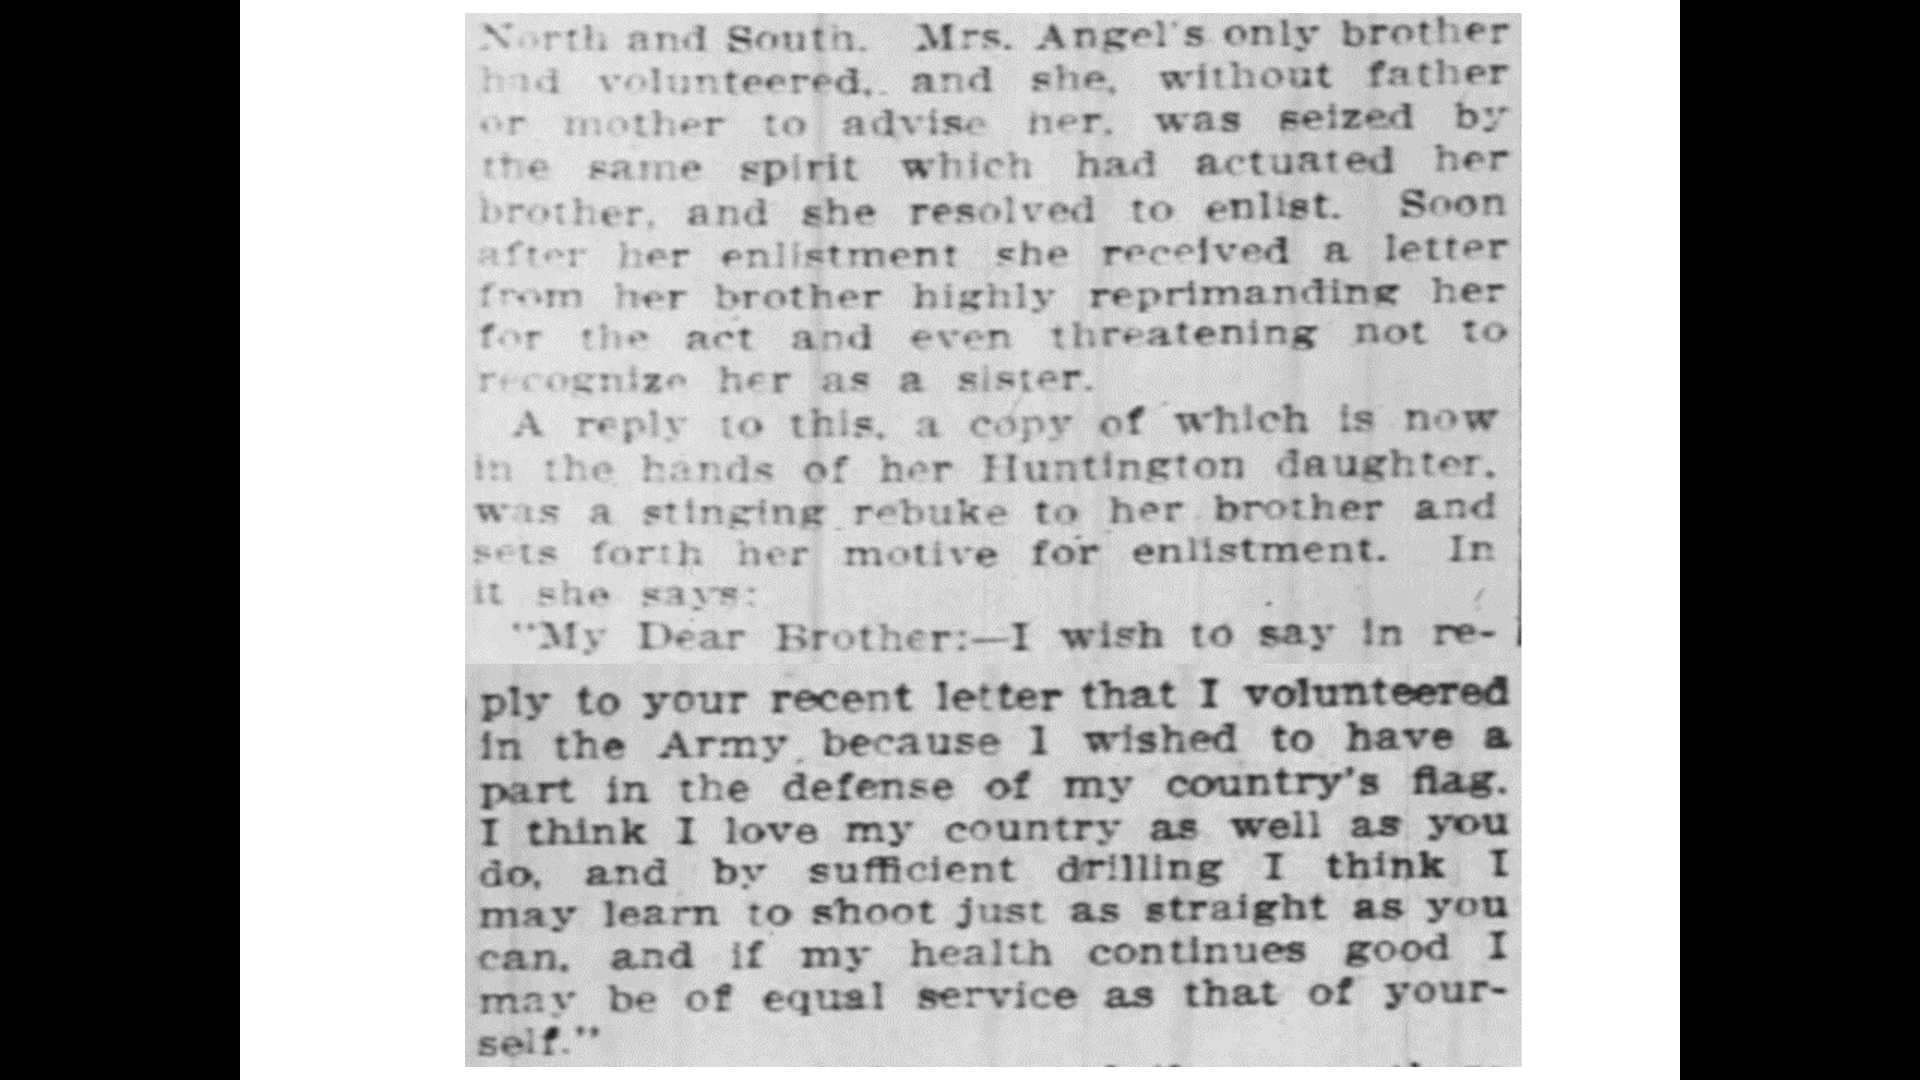 North and South. Mrs. Angel's only brother
had volunteered, and she, without father
or mother to advise her, was seized by
the same spirit which had actuated her
brother, and she resolved to enlist. Soon
after her enlistment she received a letter
from her brother highly reprimanding her
for the act and even threatening not to
recognize her as a sister.
A reply to this, a copy of which is now
in the hands of her Huntington daughter,
was a stinging rebuke to her brother and
sets forth her motive for enlistment. In
it she says:
"My Dear Brother:—I wish to say in re-
ply to your recent letter that I volunteered
in the Army because I wished to have a
part in the defense of my country's flag.
I think I love my country as well as you
do, and by sufficient drilling I think I
may learn to shoot just as straight as you
can, and if my health continues good I
may be of equal service as that of your-
self."